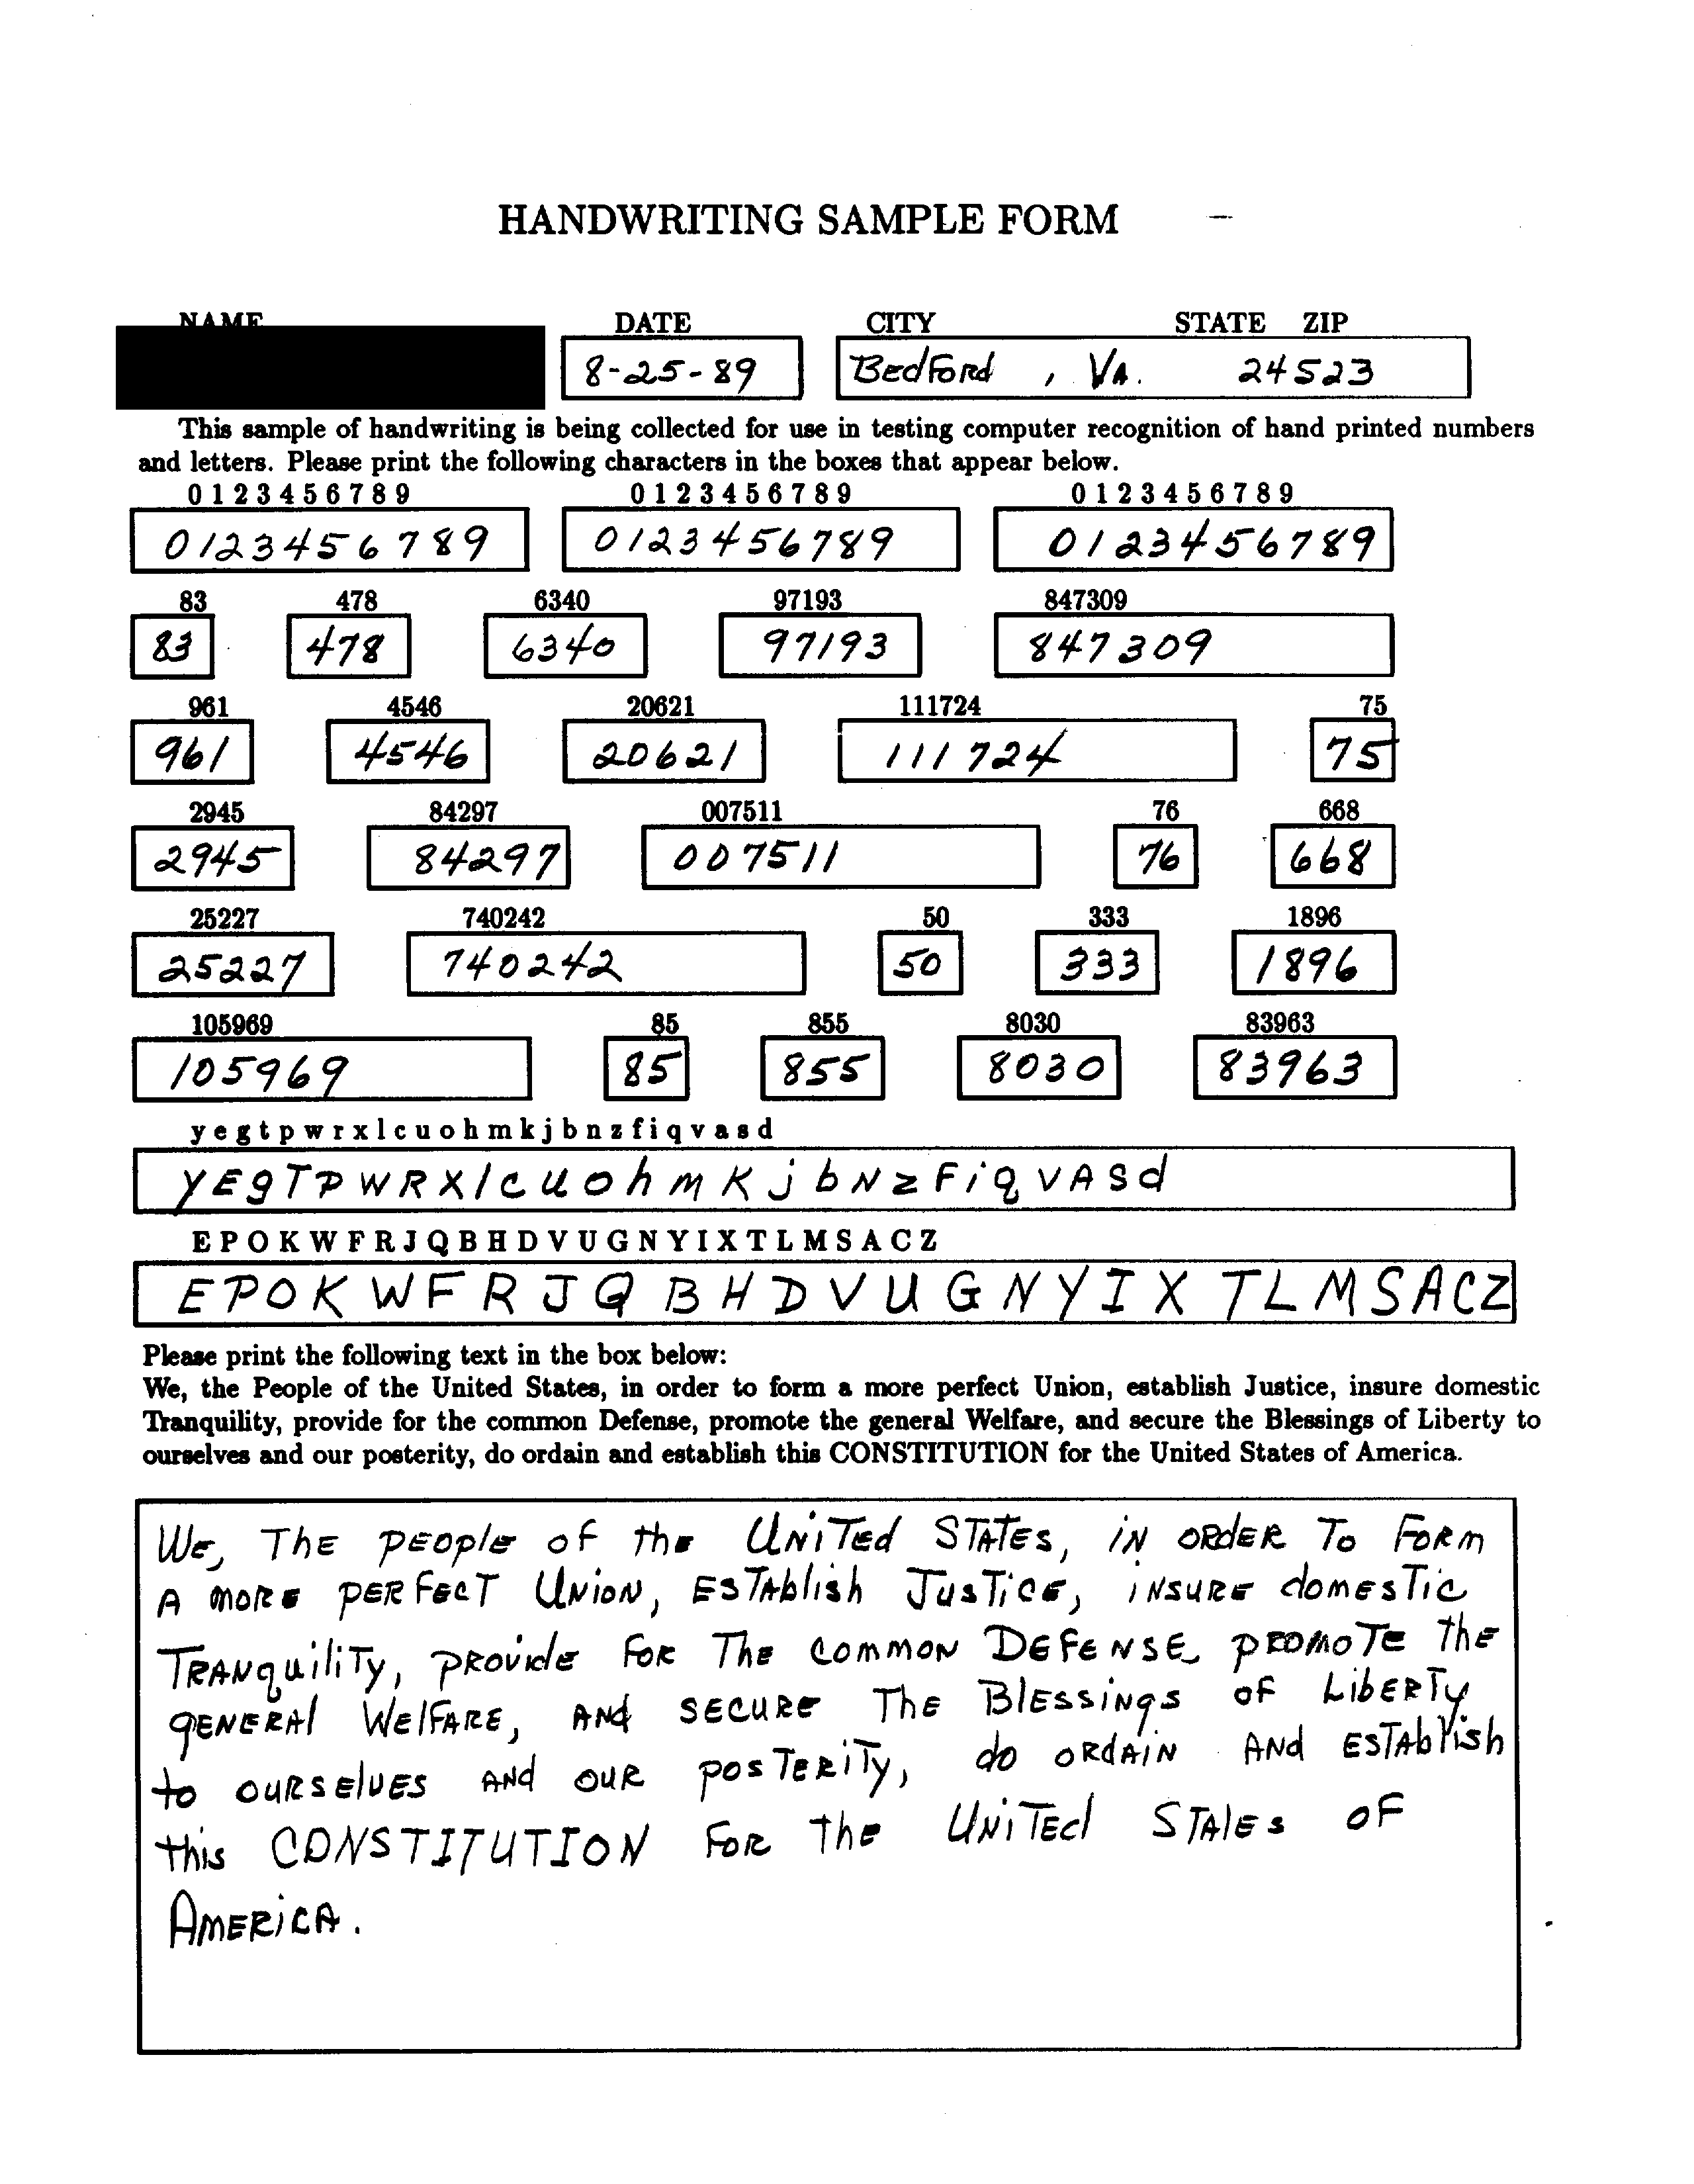 HANDWRITING SAMPLE FORM –
NAME DATE CITY STATE ZIP
8-25-89 Bedford , VA. 24523
This sample of handwriting is being collected for use in testing computer recognition of hand printed numbers
and letters. Please print the following characters in the boxes that appear below.
0 1 2 3 4 5 6 7 8 9 0 1 2 3 4 5 6 7 8 9 0 1 2 3 4 5 6 7 8 9
0123456789 0123456789 0123456789
83 478 6340 97193 847309
83 478 6340 97193 847309
961 4546 20621 111724 75
961 4546 20621 111724 75
2945 84297 007511 76 668
2945 84297 007511 76 668
25227 740242 50 333 1896
25227 740242 50 333 1896
105969 85 855 8030 83963
105969 85 855 8030 83963
y e g t p w r x l c u o h m k j b n z f i q v a s d
Y E g T P W R X l c u o h m K j b N z F i q V A S d
E P O K W F R J Q B H D V U G N Y I X T L M S A C Z
E P O K W F R J Q B H D V U G N Y I X T L M S A C Z
Please print the following text in the box below:
We, the People of the United States, in order to form a more perfect Union, establish Justice, insure domestic
Tranquility, provide for the common Defense, promote the general Welfare, and secure the Blessings of Liberty to
ourselves and our posterity, do ordain and establish this CONSTITUTION for the United States of America.
WE, ThE PEOplE oF thE UNiTEd STATES, iN ORDER To FoRm
A moRE PERFECT UNioN, ESTAblish JusTiCE, iNSURE domESTiC
TRANquiliTy, PROVidE FoR ThE COMMON DEFENSE, PROMOTE ThE
gENERAl WElFARE, ANd SECURE ThE BlESSiNgS oF LibERTy
to OURSElVES ANd OUR POSTERiTy, do ORdAiN ANd ESTAblish
this CONSTITUTION FoR ThE UNiTEd STATES OF
AMERiCA.